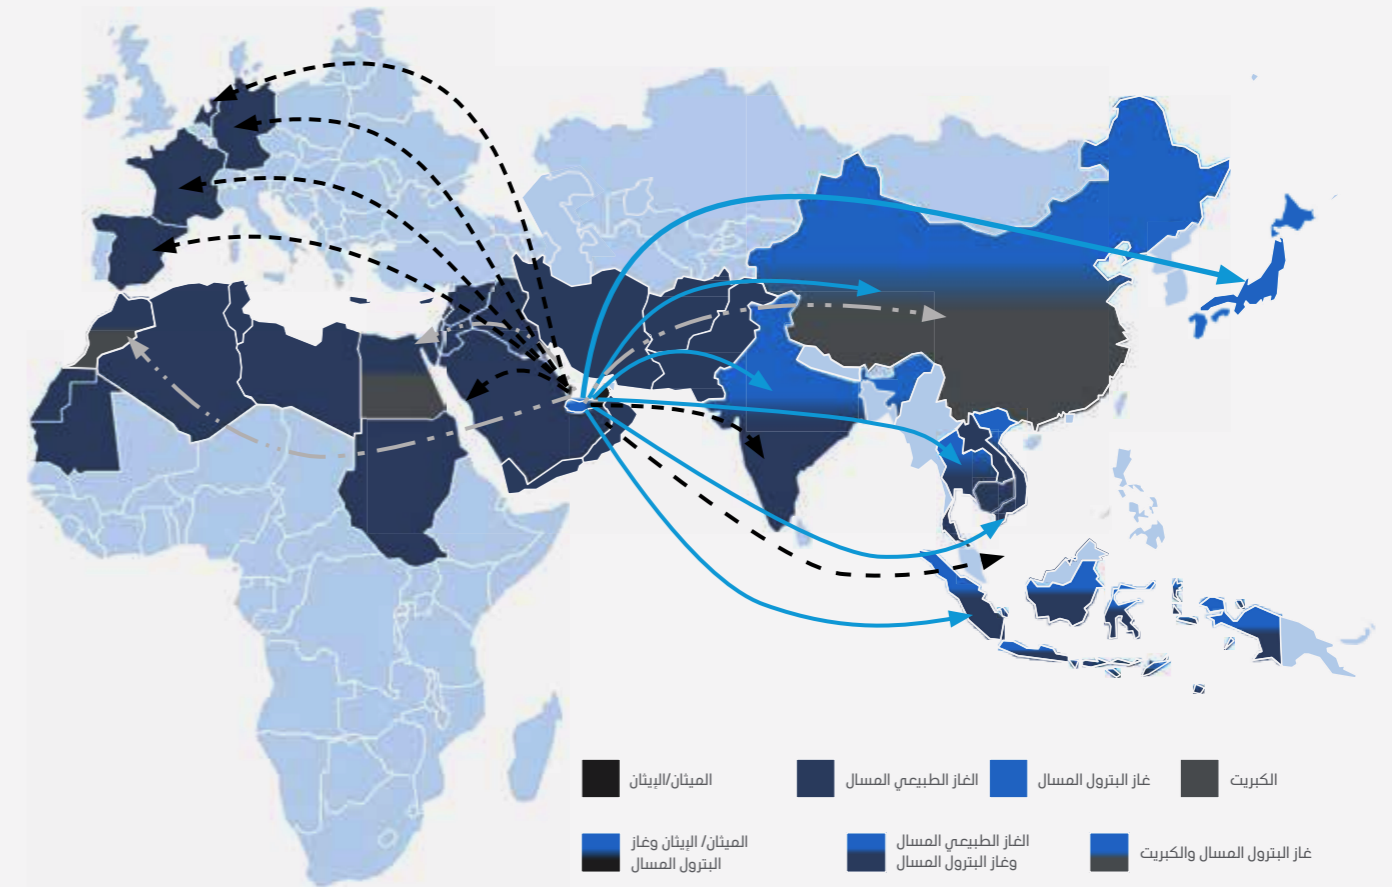 الكبريت
غاز البترول المسال
الغاز الطبيعي المسال
الميثان/الإيثان
غاز البترول المسال والكبريت
الغاز الطبيعي المسال
وغاز البترول المسال
الميثان/ الإيثان وغاز
البترول المسال